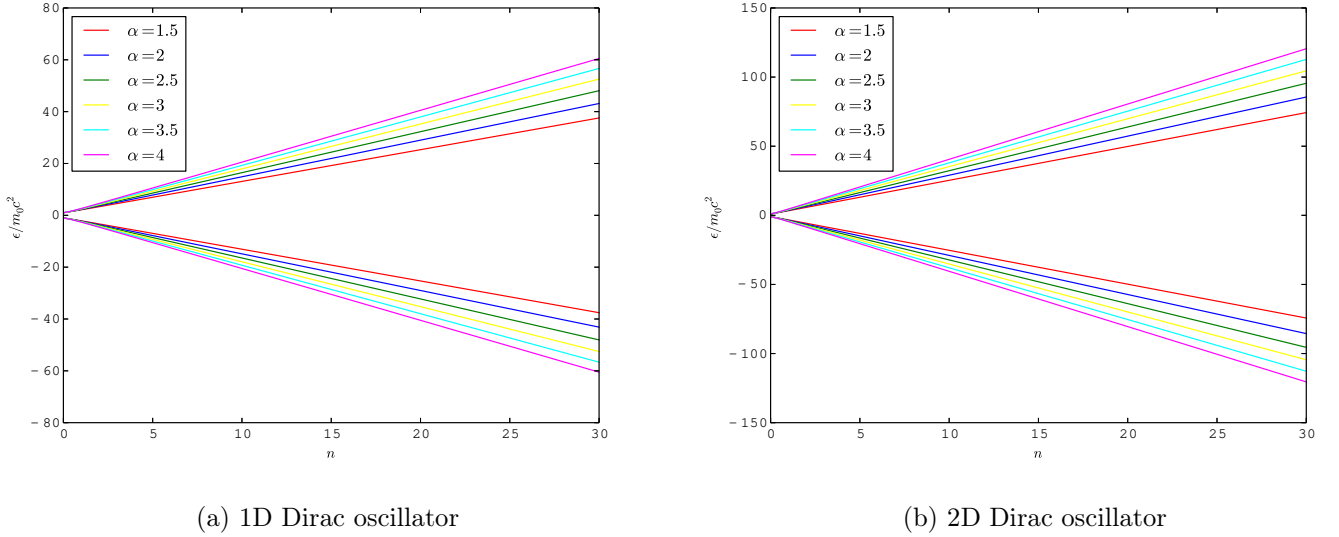 80
60
40
20
0
−20
−40
−60
−80
ϵ/m₀c²
α=1.5
α=2
α=2.5
α=3
α=3.5
α=4
0 5 10 15 20 25 30
n
(a) 1D Dirac oscillator
150
100
50
0
−50
−100
−150
ϵ/m₀c²
α=1.5
α=2
α=2.5
α=3
α=3.5
α=4
0 5 10 15 20 25 30
n
(b) 2D Dirac oscillator